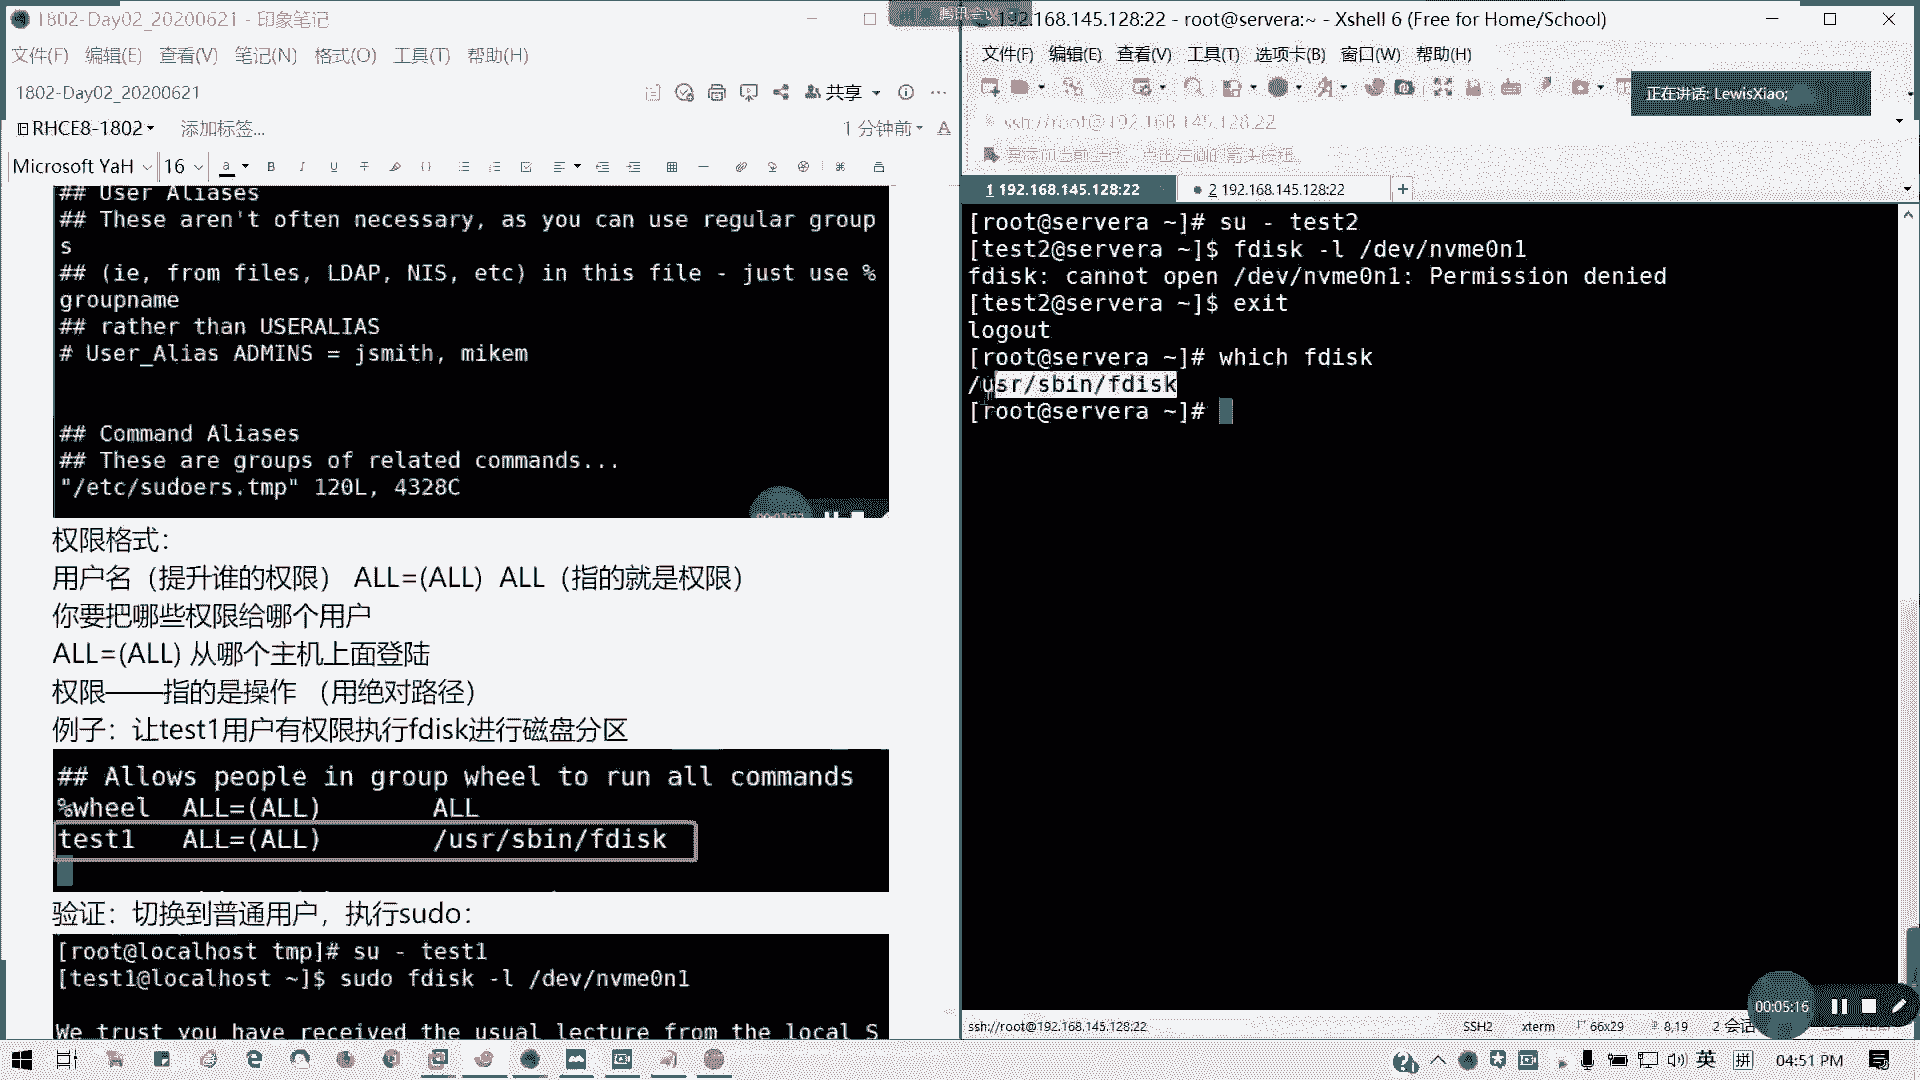 1802-Day02_20200621 - 印象笔记
文件(F) 编辑(E) 查看(V) 笔记(N) 格式(O) 工具(T) 帮助(H)
1802-Day02_20200621
共享
RHCE8-1802
添加标签...
1 分钟前
Microsoft YaH 16
## User Aliases
## These aren't often necessary, as you can use regular group
s
## (ie, from files, LDAP, NIS, etc) in this file - just use %
groupname
## rather than USERALIAS
# User_Alias ADMINS = jsmith, mikem
## Command Aliases
## These are groups of related commands...
"/etc/sudoers.tmp" 120L, 4328C
权限格式：
用户名（提升谁的权限） ALL=(ALL) ALL（指的就是权限）
你要把哪些权限给哪个用户
ALL=(ALL) 从哪个主机上面登陆
权限——指的是操作 （用绝对路径）
例子：让test1用户有权限执行fdisk进行磁盘分区
## Allows people in group wheel to run all commands
%wheel ALL=(ALL) ALL
test1 ALL=(ALL) /usr/sbin/fdisk
验证：切换到普通用户，执行sudo：
[root@localhost tmp]# su - test1
[test1@localhost ~]$ sudo fdisk -l /dev/nvme0n1
We trust you have received the usual lecture from the local S
腾讯会议
192.168.145.128:22 - root@servera:~ - Xshell 6 (Free for Home/School)
文件(F) 编辑(E) 查看(V) 工具(T) 选项卡(B) 窗口(W) 帮助(H)
正在讲话: LewisXiao;
ssh://root@192.168.145.128:22
1 192.168.145.128:22
2 192.168.145.128:22
[root@servera ~]# su - test2
[test2@servera ~]$ fdisk -l /dev/nvme0n1
fdisk: cannot open /dev/nvme0n1: Permission denied
[test2@servera ~]$ exit
logout
[root@servera ~]# which fdisk
/usr/sbin/fdisk
[root@servera ~]#
00:05:16
ssh://root@192.168.145.128:22 SSH2 xterm 66x29 8,19 2 会话
英 拼 04:51 PM